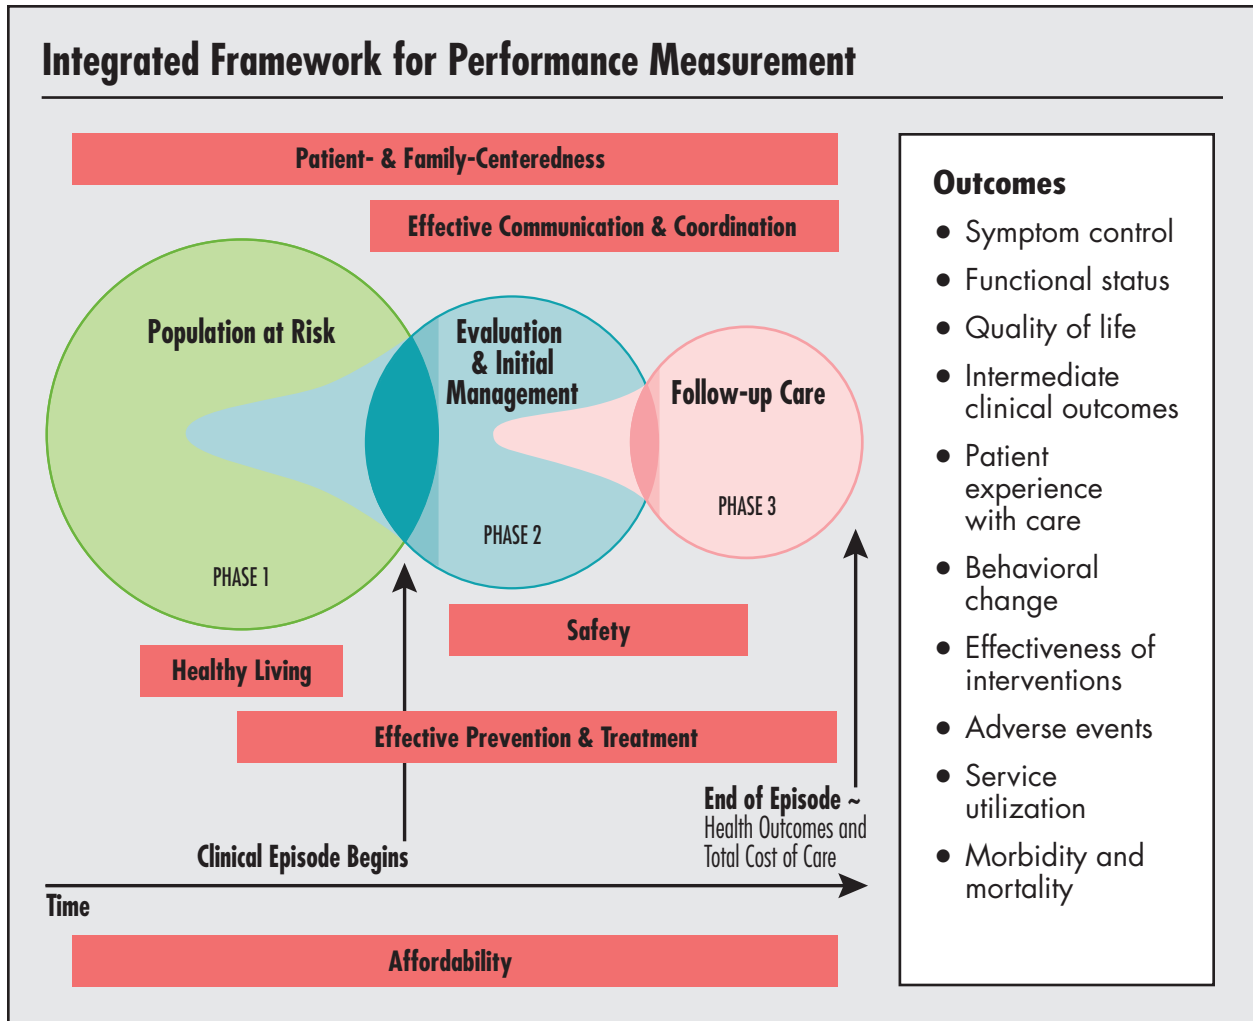 Integrated Framework for Performance Measurement
Patient- & Family-Centeredness
Effective Communication & Coordination
Population at Risk
PHASE 1
Evaluation
& Initial
Management
PHASE 2
Follow-up Care
PHASE 3
Safety
Healthy Living
Effective Prevention & Treatment
Clinical Episode Begins
End of Episode ~
Health Outcomes and
Total Cost of Care
Time
Affordability
Outcomes
• Symptom control
• Functional status
• Quality of life
• Intermediate
clinical outcomes
• Patient
experience
with care
• Behavioral
change
• Effectiveness of
interventions
• Adverse events
• Service
utilization
• Morbidity and
mortality